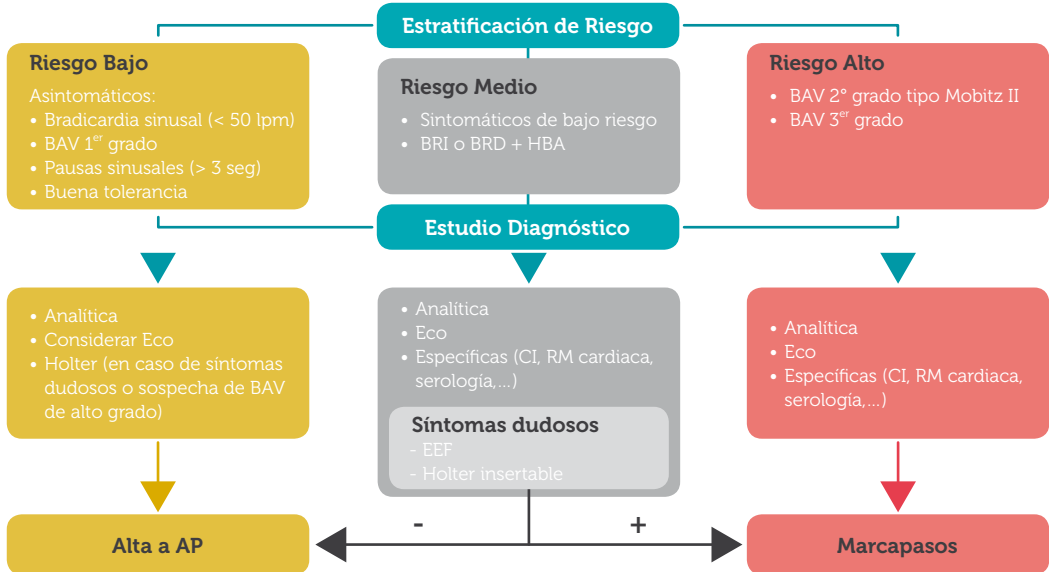 Estratificación de Riesgo
Riesgo Bajo
Asintomáticos:
• Bradicardia sinusal (< 50 lpm)
• BAV 1er grado
• Pausas sinusales (> 3 seg)
• Buena tolerancia
Riesgo Medio
• Sintomáticos de bajo riesgo
• BRI o BRD + HBA
Riesgo Alto
• BAV 2° grado tipo Mobitz II
• BAV 3er grado
Estudio Diagnóstico
• Analítica
• Considerar Eco
• Holter (en caso de síntomas
dudosos o sospecha de BAV
de alto grado)
• Analítica
• Eco
• Específicas (CI, RM cardiaca,
serología,...)
Síntomas dudosos
- EEF
- Holter insertable
• Analítica
• Eco
• Específicas (CI, RM cardiaca,
serología,...)
- +
Alta a AP
Marcapasos